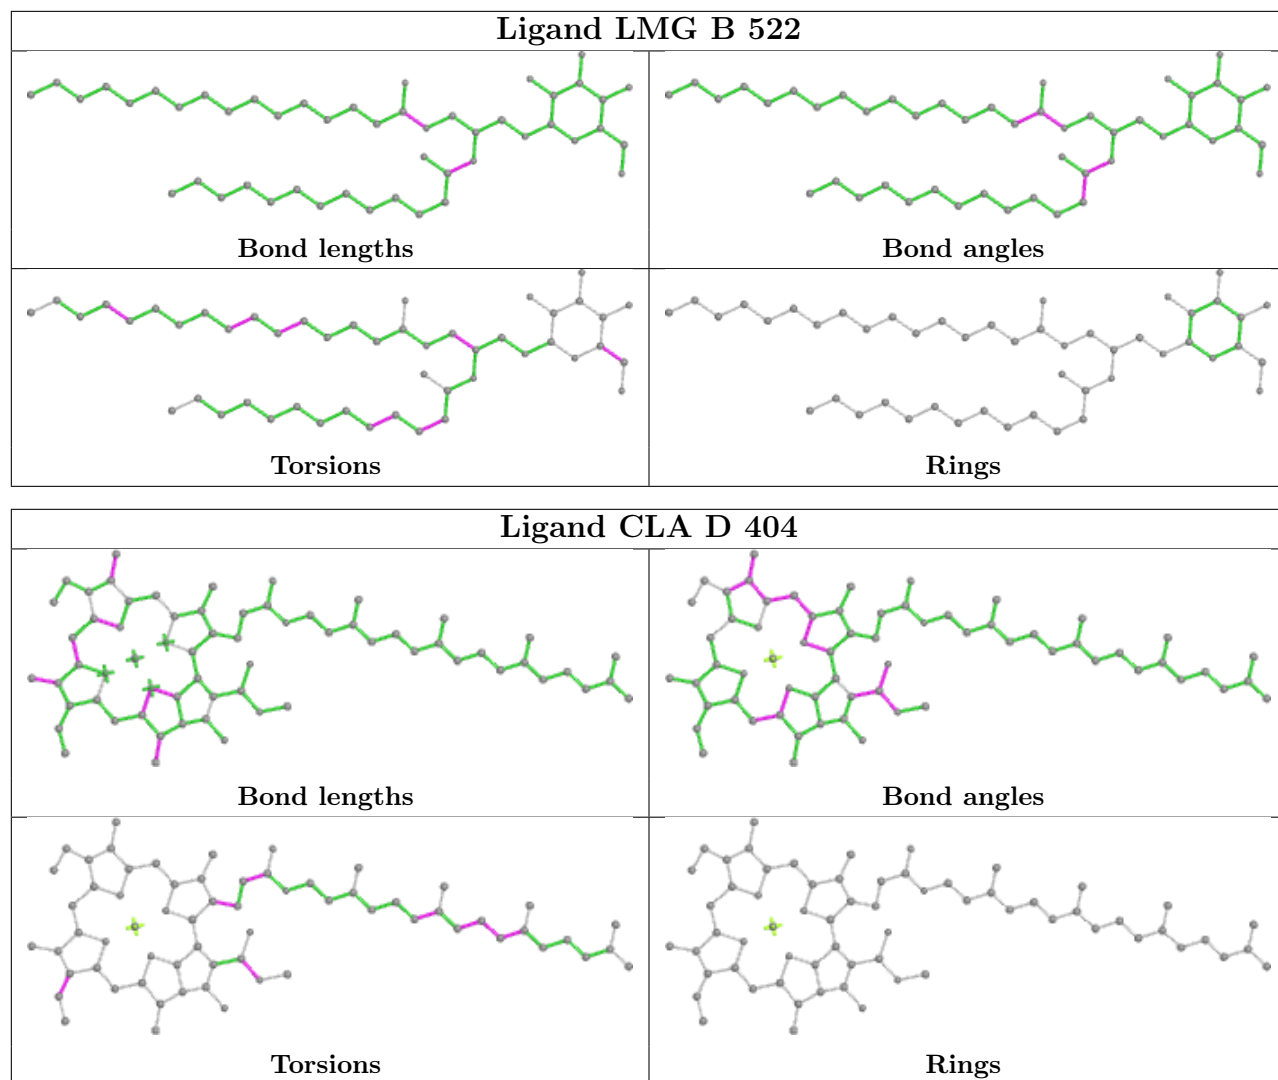 Ligand LMG B 522
Bond lengths
Bond angles
Torsions
Rings
Ligand CLA D 404
Bond lengths
Bond angles
Torsions
Rings